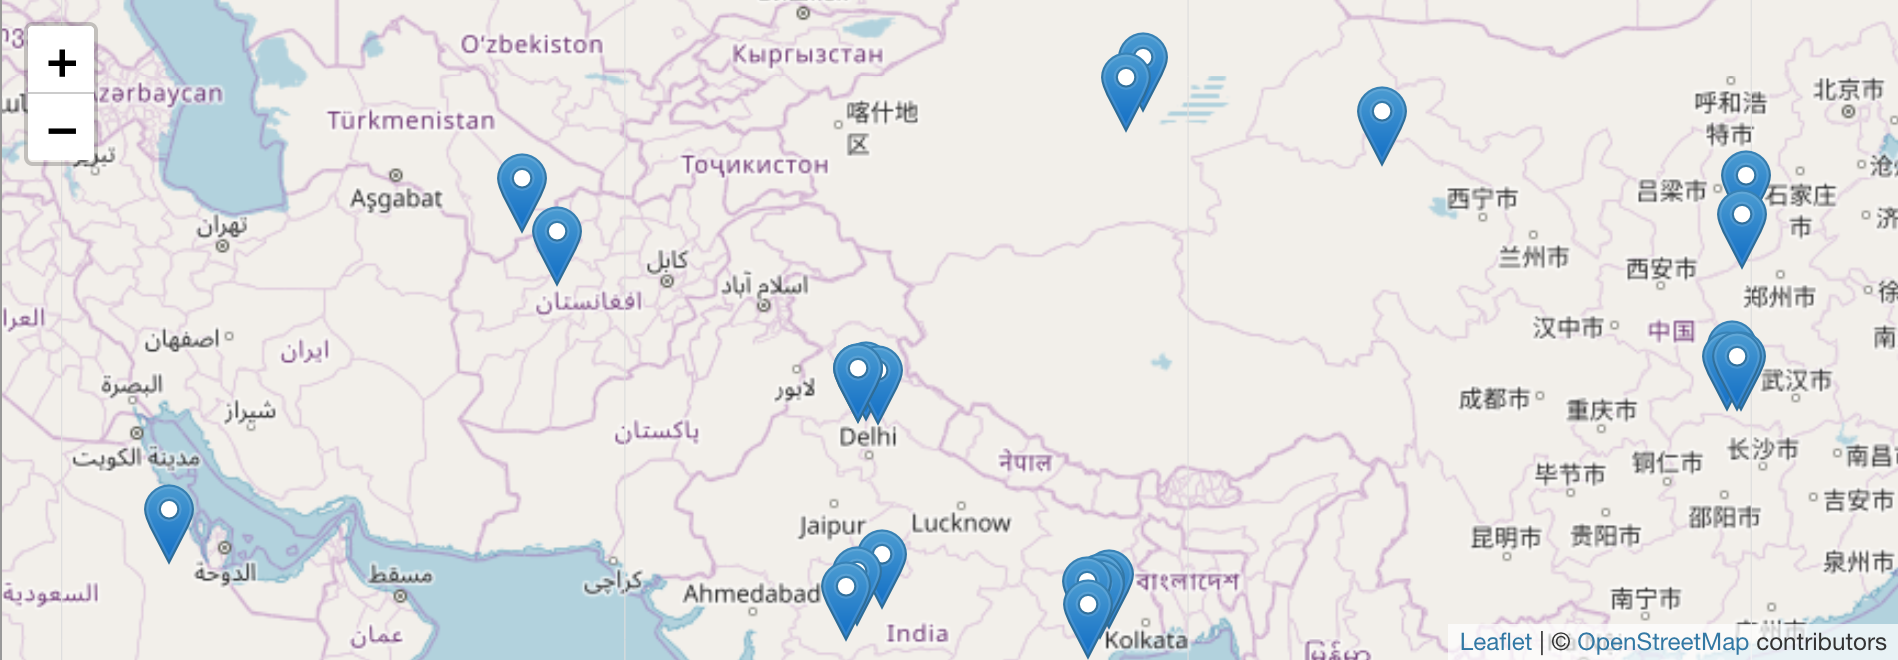 +
−
Azərbaycan
تبریز
تهران
O‘zbekiston
Türkmenistan
Aşgabat
Кыргызстан
喀什地
区
Тоҷикистон
کابل
افغانستان
اسلام آباد
اصفهان
ایران
البصرة
شیراز
مدينة الكويت
الدوحة
السعودية
مسقط
عمان
پاکستان
لاہور
کراچی
Delhi
Jaipur
Lucknow
Ahmedabad
India
नेपाल
বাংলাদেশ
Kolkata
北京市
呼和浩
特市
吕梁市
石家庄
市
西宁市
兰州市
西安市
郑州市
汉中市
中国
成都市
重庆市
武汉市
长沙市
毕节市
铜仁市
南昌
昆明市
贵阳市
邵阳市
吉安市
泉州市
南宁市
Leaflet | © OpenStreetMap contributors